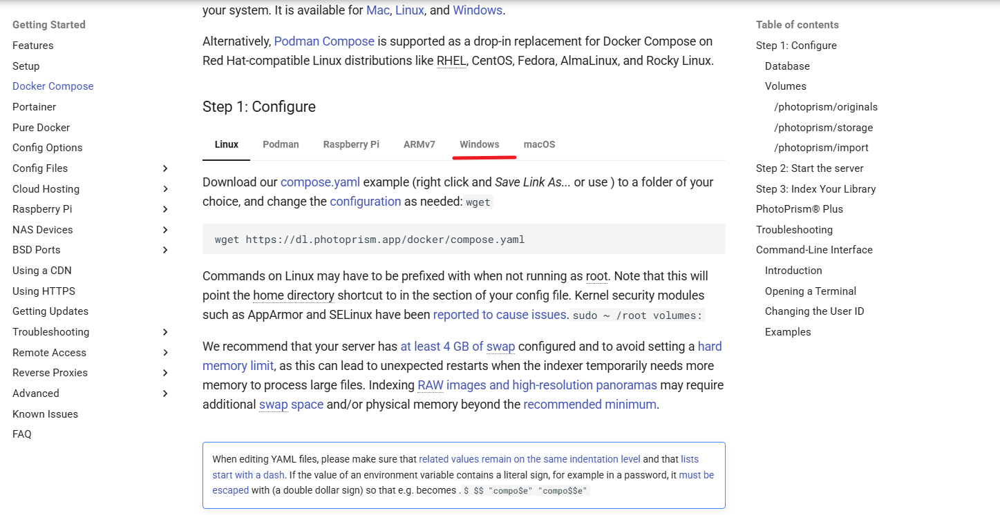 Getting Started
Features
Setup
Docker Compose
Portainer
Pure Docker
Config Options
Config Files
Cloud Hosting
Raspberry Pi
NAS Devices
BSD Ports
Using a CDN
Using HTTPS
Getting Updates
Troubleshooting
Remote Access
Reverse Proxies
Advanced
Known Issues
FAQ
your system. It is available for Mac, Linux, and Windows.
Alternatively, Podman Compose is supported as a drop-in replacement for Docker Compose on
Red Hat-compatible Linux distributions like RHEL, CentOS, Fedora, AlmaLinux, and Rocky Linux.
Step 1: Configure
Linux Podman Raspberry Pi ARMv7 Windows macOS
Download our compose.yaml example (right click and Save Link As... or use ) to a folder of your
choice, and change the configuration as needed: wget
wget https://dl.photoprism.app/docker/compose.yaml
Commands on Linux may have to be prefixed with when not running as root. Note that this will
point the home directory shortcut to in the section of your config file. Kernel security modules
such as AppArmor and SELinux have been reported to cause issues. sudo ~ /root volumes:
We recommend that your server has at least 4 GB of swap configured and to avoid setting a hard
memory limit, as this can lead to unexpected restarts when the indexer temporarily needs more
memory to process large files. Indexing RAW images and high-resolution panoramas may require
additional swap space and/or physical memory beyond the recommended minimum.
When editing YAML files, please make sure that related values remain on the same indentation level and that lists
start with a dash. If the value of an environment variable contains a literal sign, for example in a password, it must be
escaped with (a double dollar sign) so that e.g. becomes . $ $$ "compo$e" "compo$$e"
Table of contents
Step 1: Configure
Database
Volumes
/photoprism/originals
/photoprism/storage
/photoprism/import
Step 2: Start the server
Step 3: Index Your Library
PhotoPrism® Plus
Troubleshooting
Command-Line Interface
Introduction
Opening a Terminal
Changing the User ID
Examples